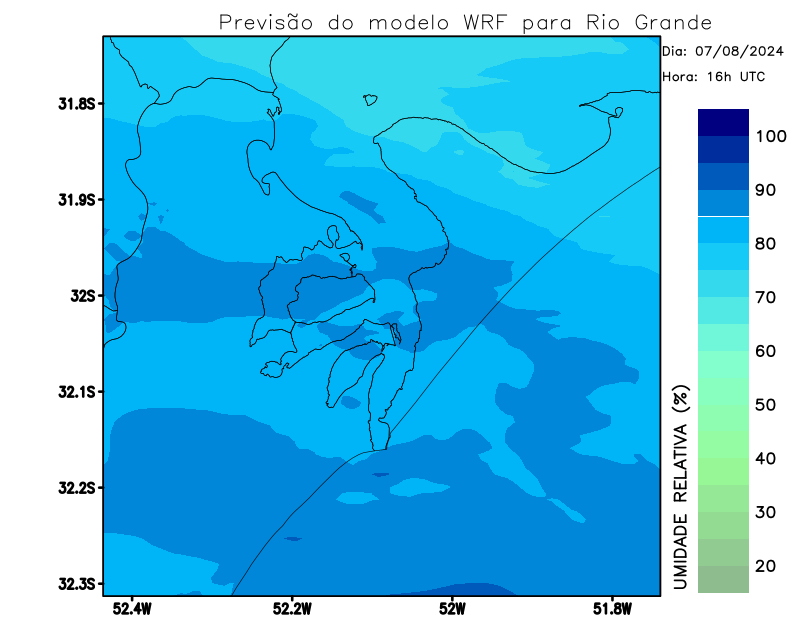 Previsão do modelo WRF para Rio Grande
Dia: 07/08/2024
Hora: 16h UTC
31.8S
31.9S
32S
32.1S
32.2S
32.3S
52.4W
52.2W
52W
51.8W
UMIDADE RELATIVA (%)
100
90
80
70
60
50
40
30
20